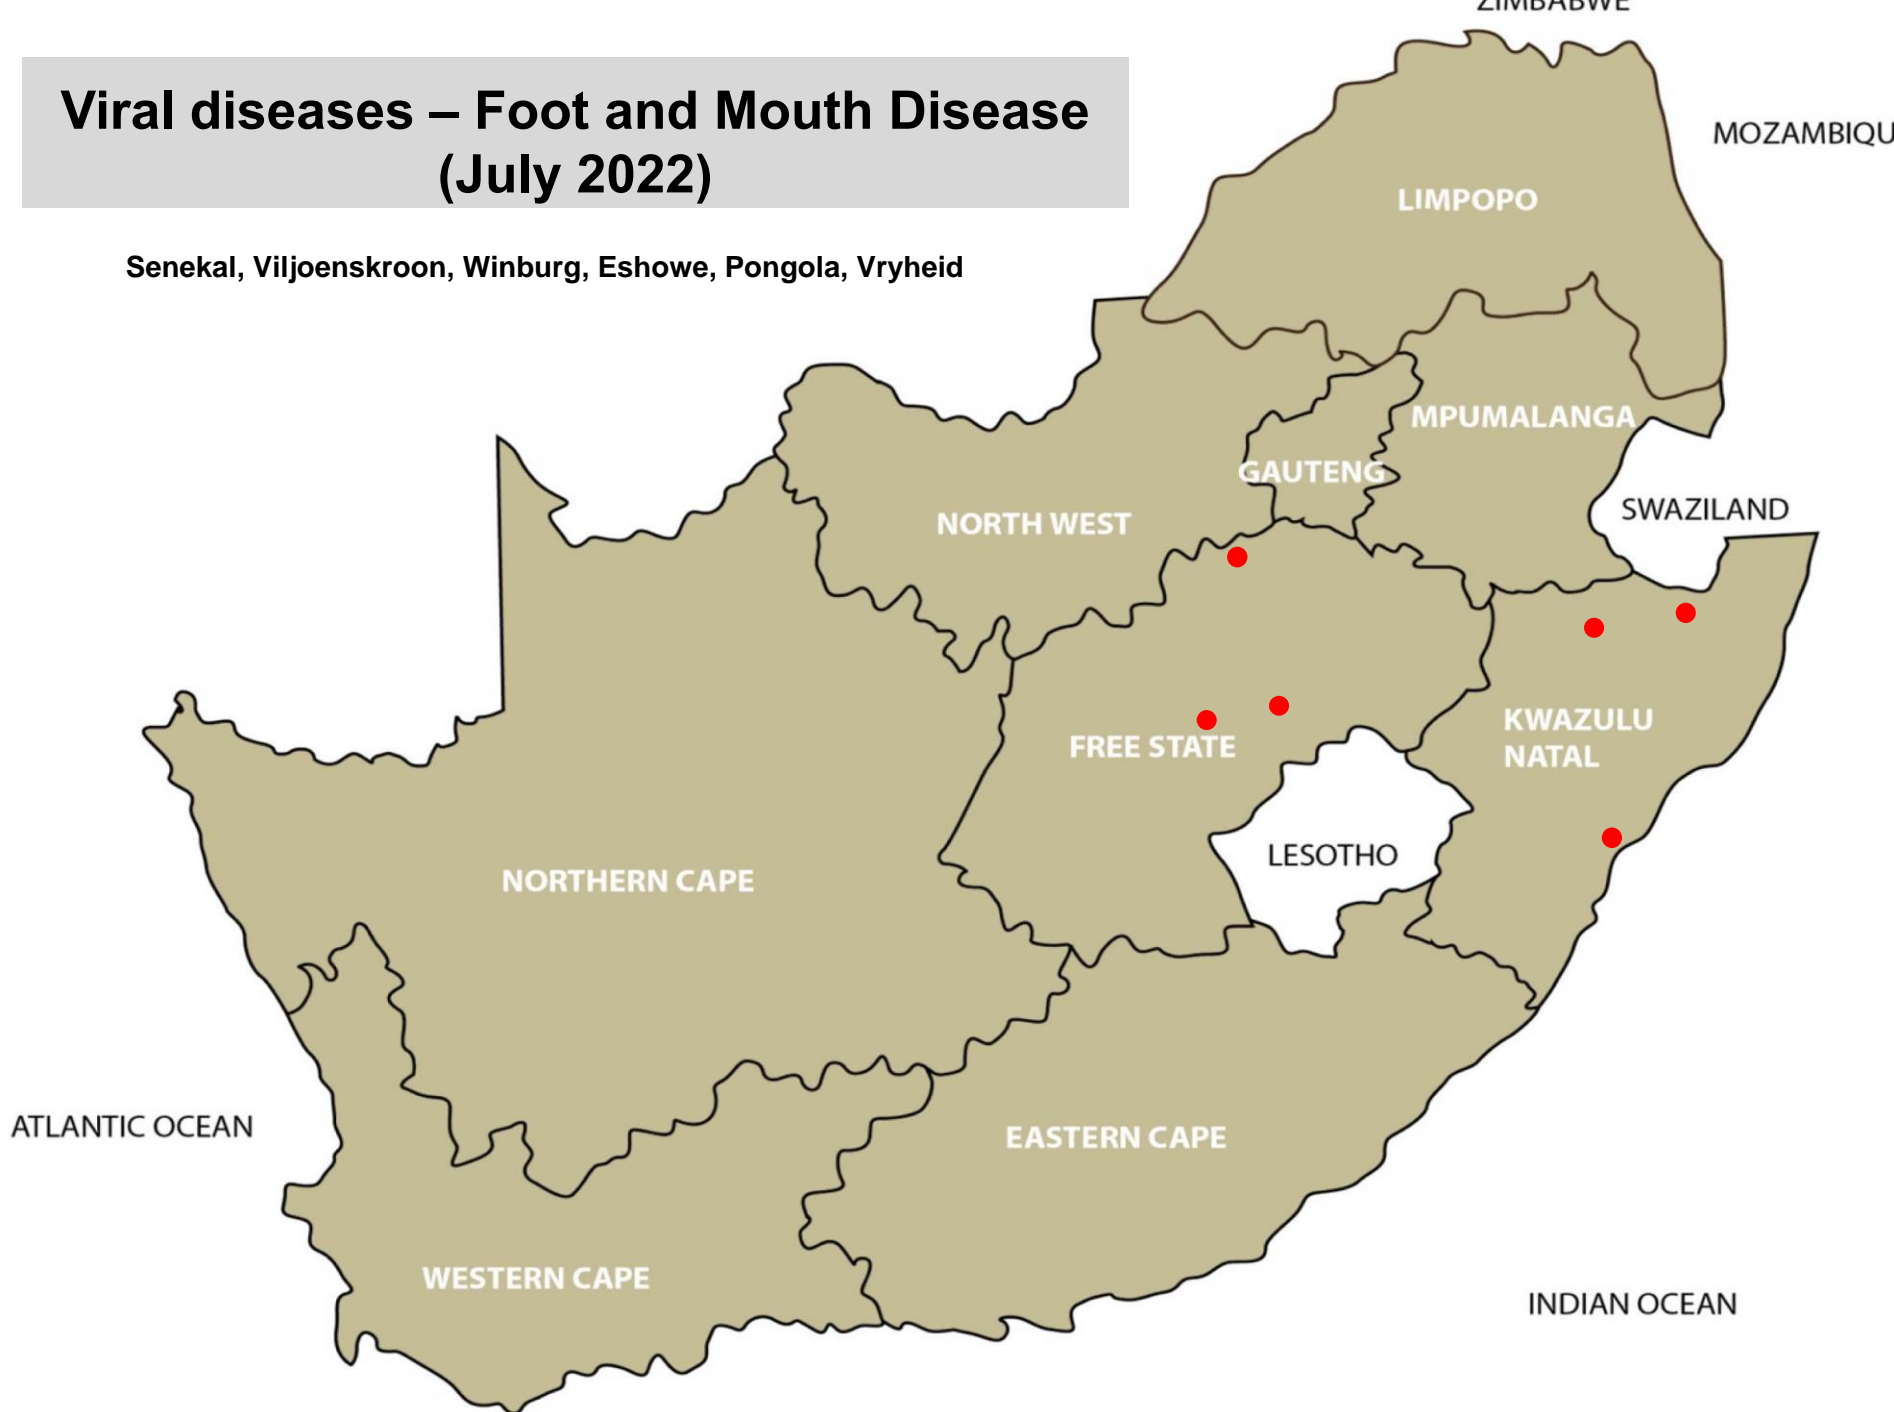 ZIMBABWE
Viral diseases – Foot and Mouth Disease
(July 2022)
MOZAMBIQU
LIMPOPO
Senekal, Viljoenskroon, Winburg, Eshowe, Pongola, Vryheid
MPUMALANGA
GAUTENG
NORTH WEST
SWAZILAND
KWAZULU
NATAL
FREE STATE
LESOTHO
NORTHERN CAPE
ATLANTIC OCEAN
EASTERN CAPE
WESTERN CAPE
INDIAN OCEAN